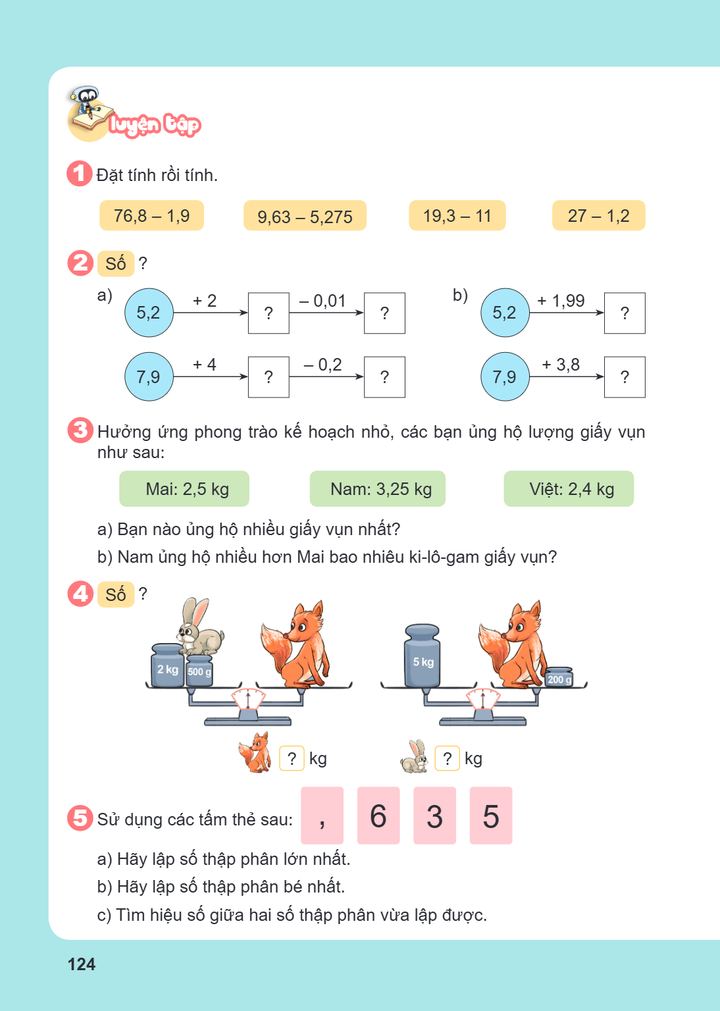 luyện tập
1 Đặt tính rồi tính.
76,8 – 1,9 9,63 – 5,275 19,3 – 11 27 – 1,2
2 Số ?
a) 5,2 + 2 ? – 0,01 ? b) 5,2 + 1,99 ?
7,9 + 4 ? – 0,2 ? 7,9 + 3,8 ?
3 Hưởng ứng phong trào kế hoạch nhỏ, các bạn ủng hộ lượng giấy vụn
như sau:
Mai: 2,5 kg Nam: 3,25 kg Việt: 2,4 kg
a) Bạn nào ủng hộ nhiều giấy vụn nhất?
b) Nam ủng hộ nhiều hơn Mai bao nhiêu ki-lô-gam giấy vụn?
4 Số ?
2 kg 500 g 5 kg 200 g
? kg ? kg
5 Sử dụng các tấm thẻ sau: , 6 3 5
a) Hãy lập số thập phân lớn nhất.
b) Hãy lập số thập phân bé nhất.
c) Tìm hiệu số giữa hai số thập phân vừa lập được.
124